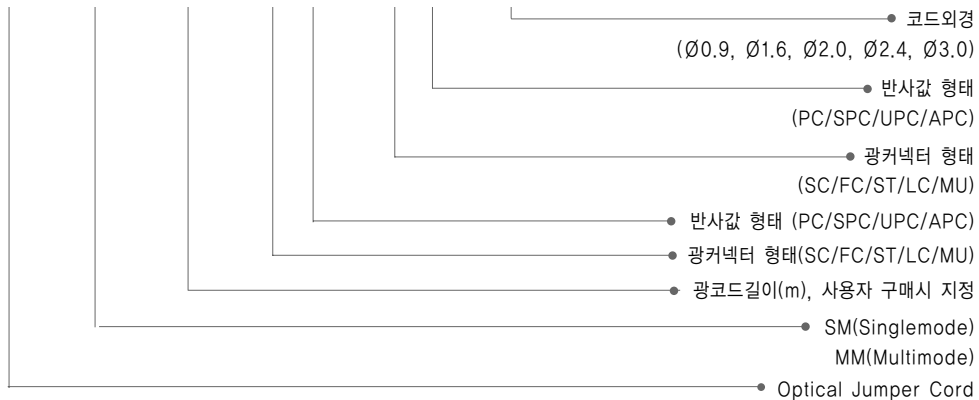 코드외경
(Ø0.9, Ø1.6, Ø2.0, Ø2.4, Ø3.0)
반사값 형태
(PC/SPC/UPC/APC)
광커넥터 형태
(SC/FC/ST/LC/MU)
반사값 형태 (PC/SPC/UPC/APC)
광커넥터 형태(SC/FC/ST/LC/MU)
광코드길이(m), 사용자 구매시 지정
SM(Singlemode)
MM(Multimode)
Optical Jumper Cord